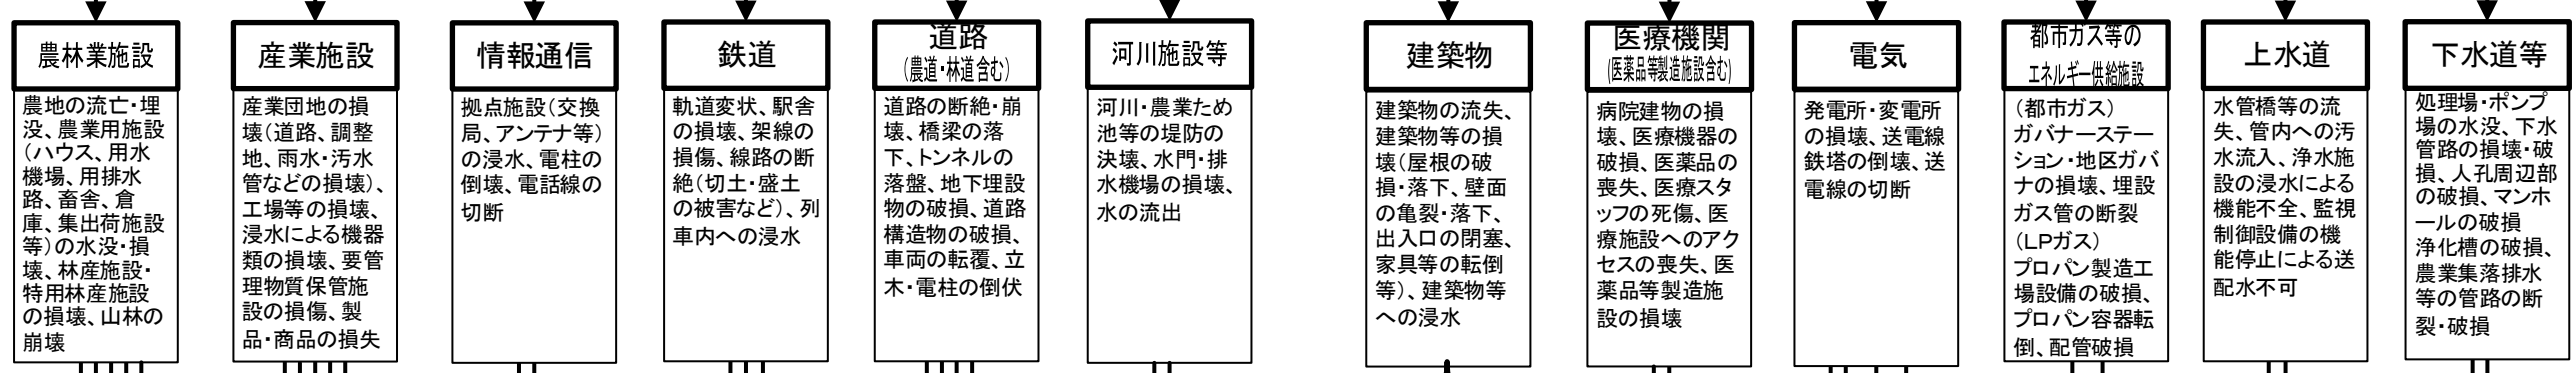 農林業施設
農地の流亡・埋
没、農業用施設
(ハウス、用水
機場、用排水
路、畜舎、倉
庫、集出荷施設
等)の水没・損
壊、林産施設・
特用林産施設
の損壊、山林の
崩壊
産業施設
産業団地の損
壊(道路、調整
地、雨水・汚水
管などの損壊)、
工場等の損壊、
浸水による機器
類の損壊、要管
理物質保管施
設の損傷、製
品・商品の損失
情報通信
拠点施設(交換
局、アンテナ等)
の浸水、電柱の
倒壊、電話線の
切断
鉄道
軌道変状、駅舎
の損壊、架線の
損傷、線路の断
絶(切土・盛土
の被害など)、列
車内への浸水
道路
(農道・林道含む)
道路の断絶・崩
壊、橋梁の落
下、トンネルの
落盤、地下埋設
物の破損、道路
構造物の破損、
車両の転覆、立
木・電柱の倒伏
河川施設等
河川・農業ため
池等の堤防の
決壊、水門・排
水機場の損壊、
水の流出
建築物
建築物の流失、
建築物等の損
壊(屋根の破
損・落下、壁面
の亀裂・落下、
出入口の閉塞、
家具等の転倒
等)、建築物等
への浸水
医療機関
(医薬品等製造施設含む)
病院建物の損
壊、医療機器の
破損、医薬品の
喪失、医療スタ
ッフの死傷、医
療施設へのアク
セスの喪失、医
薬品等製造施
設の損壊
電気
発電所・変電所
の損壊、送電線
鉄塔の倒壊、送
電線の切断
都市ガス等の
エネルギー供給施設
(都市ガス)
ガバナーステー
ション・地区ガバ
ナの損壊、埋設
ガス管の断裂
(LPガス)
プロパン製造工
場設備の破損、
プロパン容器転
倒、配管破損
上水道
水管橋等の流
失、管内への汚
水流入、浄水施
設の浸水による
機能不全、監視
制御設備の機
能停止による送
配水不可
下水道等
処理場・ポンプ
場の水没、下水
管路の損壊・破
損、人孔周辺部
の破損、マンホ
ールの破損
浄化槽の破損、
農業集落排水
等の管路の断
裂・破損